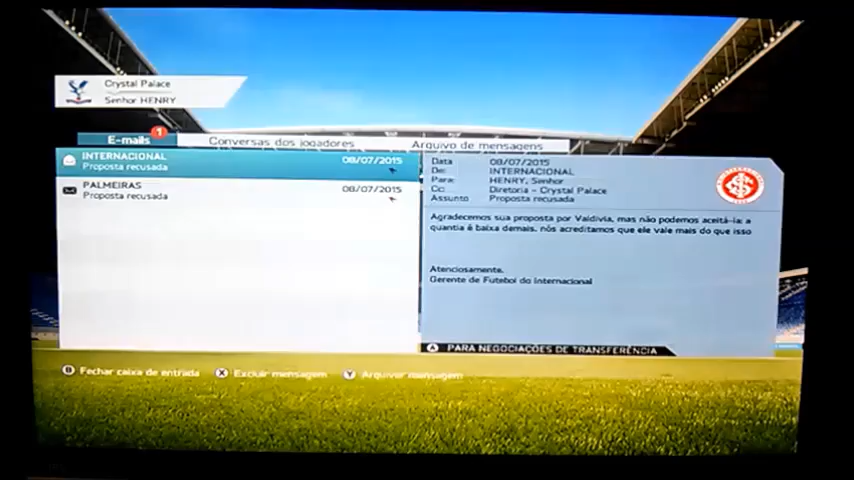 Crystal Palace
Senhor HENRY
E-mails 1
Conversas dos jogadores
Arquivo de mensagens
INTERNACIONAL 08/07/2015
Proposta recusada
PALMEIRAS 08/07/2015
Proposta recusada
Data 08/07/2015
De: INTERNACIONAL
Para: HENRY, Senhor
Cc: Diretoria - Crystal Palace
Assunto Proposta recusada
Agradecemos sua proposta por Valdivia, mas não podemos aceitá-la: a
quantia é baixa demais. nós acreditamos que ele vale mais do que isso
Atenciosamente,
Gerente de Futebol do Internacional
A PARA NEGOCIAÇÕES DE TRANSFERÊNCIA
B Fechar caixa de entrada X Excluir mensagem Y Arquivar mensagem